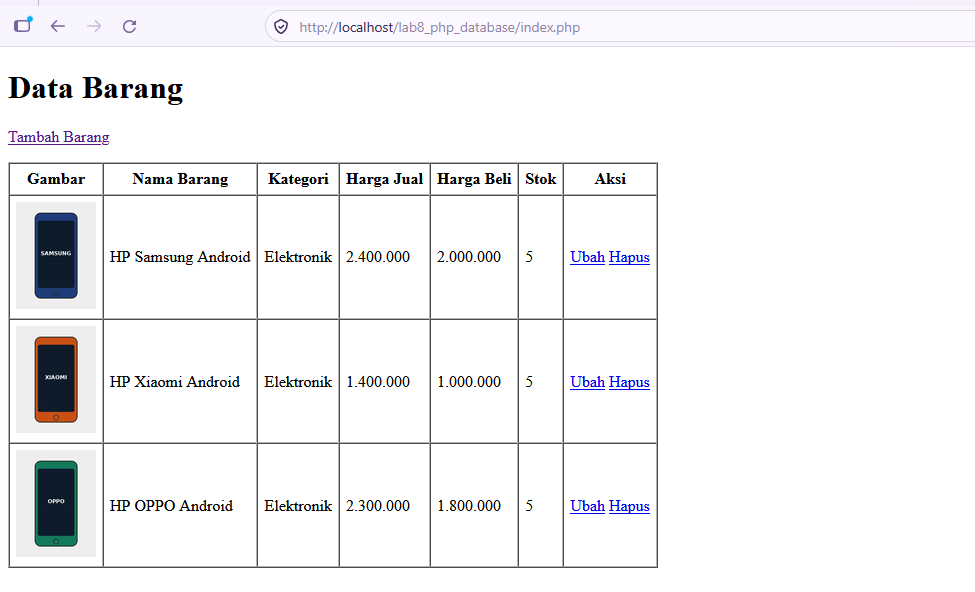 http://localhost/lab8_php_database/index.php
Data Barang
Tambah Barang
Gambar Nama Barang Kategori Harga Jual Harga Beli Stok Aksi
SAMSUNG HP Samsung Android Elektronik 2.400.000 2.000.000 5 Ubah Hapus
XIAOMI HP Xiaomi Android Elektronik 1.400.000 1.000.000 5 Ubah Hapus
OPPO HP OPPO Android Elektronik 2.300.000 1.800.000 5 Ubah Hapus